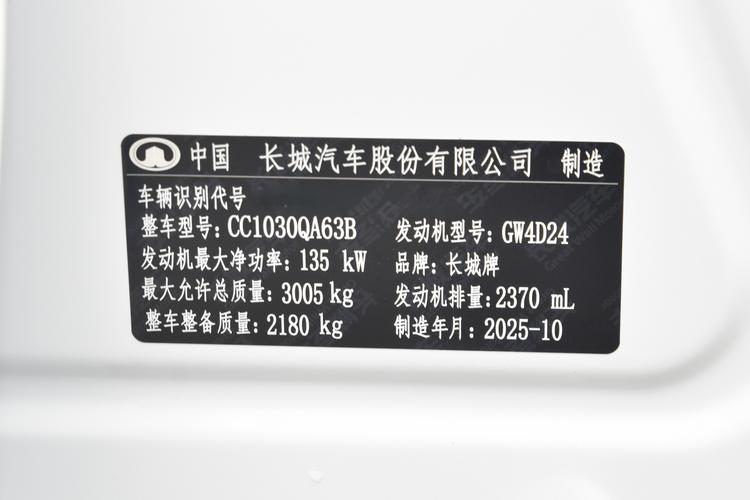 中国 长城汽车股份有限公司 制造
车辆识别代号
整车型号: CC1030QA63B 发动机型号: GW4D24
发动机最大净功率: 135 kW 品牌: 长城牌
最大允许总质量: 3005 kg 发动机排量: 2370 mL
整车整备质量: 2180 kg 制造年月: 2025-10